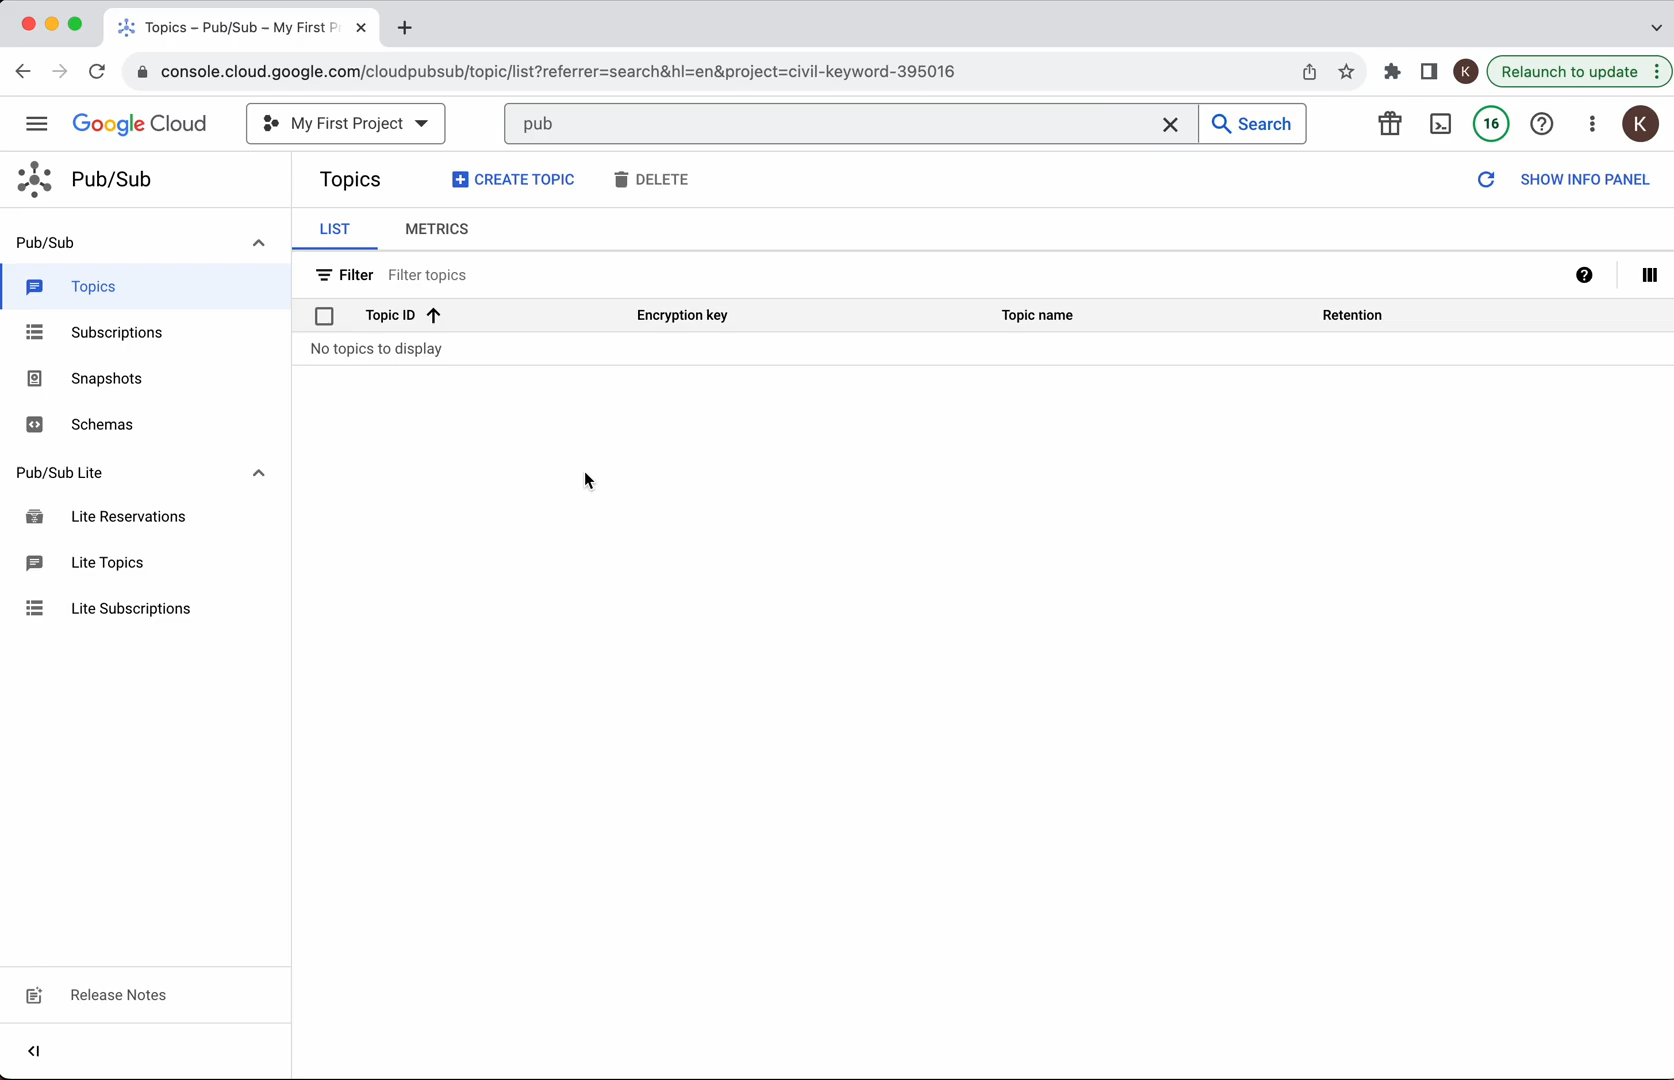 Topics – Pub/Sub – My First P
console.cloud.google.com/cloudpubsub/topic/list?referrer=search&hl=en&project=civil-keyword-395016
K
Relaunch to update
Google Cloud
My First Project
pub
Search
16
K
Pub/Sub
Topics
CREATE TOPIC
DELETE
SHOW INFO PANEL
Pub/Sub
LIST
METRICS
Filter
Filter topics
Topics
Topic ID
Encryption key
Topic name
Retention
Subscriptions
No topics to display
Snapshots
Schemas
Pub/Sub Lite
Lite Reservations
Lite Topics
Lite Subscriptions
Release Notes